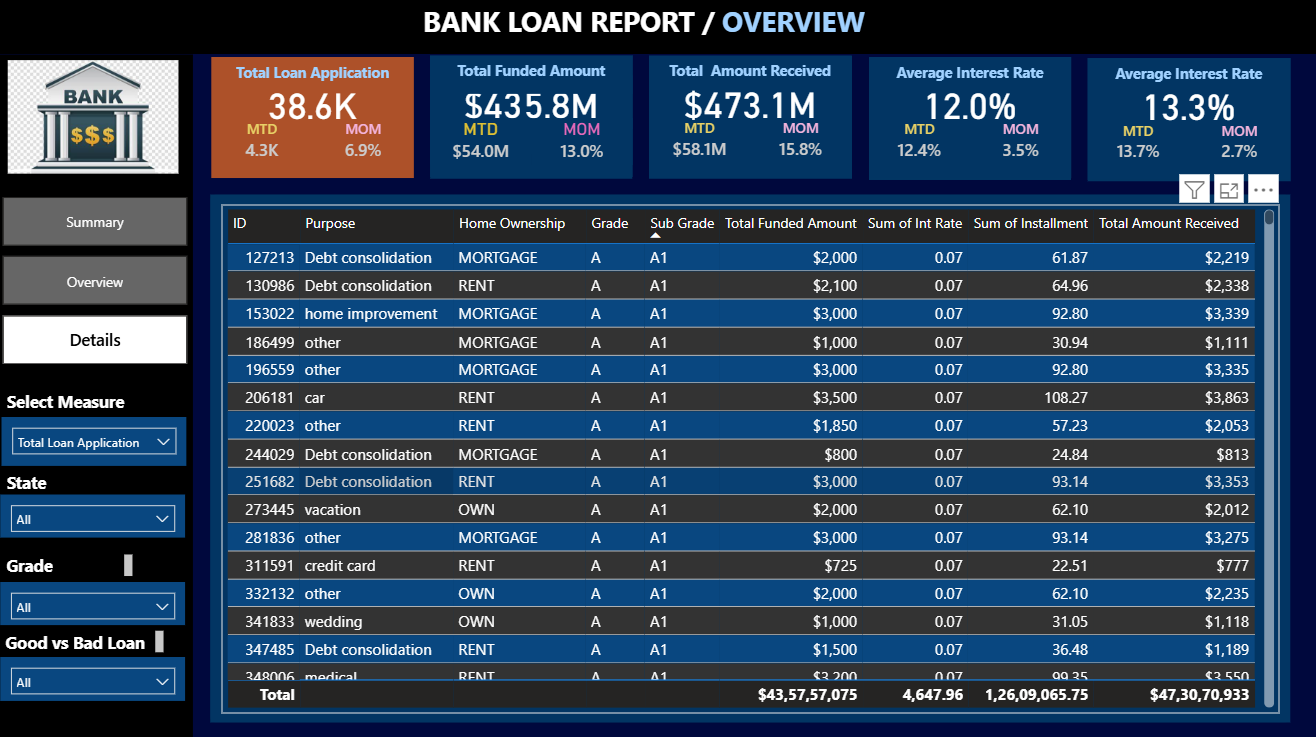 BANK LOAN REPORT / OVERVIEW
BANK
$$$
Total Loan Application
38.6K
MTD MOM
4.3K 6.9%
Total Funded Amount
$435.8M
MTD MOM
$54.0M 13.0%
Total Amount Received
$473.1M
MTD MOM
$58.1M 15.8%
Average Interest Rate
12.0%
MTD MOM
12.4% 3.5%
Average Interest Rate
13.3%
MTD MOM
13.7% 2.7%
Summary
Overview
Details
Select Measure
Total Loan Application
State
All
Grade
All
Good vs Bad Loan
All
ID Purpose Home Ownership Grade Sub Grade Total Funded Amount Sum of Int Rate Sum of Installment Total Amount Received
127213 Debt consolidation MORTGAGE A A1 $2,000 0.07 61.87 $2,219
130986 Debt consolidation RENT A A1 $2,100 0.07 64.96 $2,338
153022 home improvement MORTGAGE A A1 $3,000 0.07 92.80 $3,339
186499 other MORTGAGE A A1 $1,000 0.07 30.94 $1,111
196559 other MORTGAGE A A1 $3,000 0.07 92.80 $3,335
206181 car RENT A A1 $3,500 0.07 108.27 $3,863
220023 other RENT A A1 $1,850 0.07 57.23 $2,053
244029 Debt consolidation MORTGAGE A A1 $800 0.07 24.84 $813
251682 Debt consolidation RENT A A1 $3,000 0.07 93.14 $3,353
273445 vacation OWN A A1 $2,000 0.07 62.10 $2,012
281836 other MORTGAGE A A1 $3,000 0.07 93.14 $3,275
311591 credit card RENT A A1 $725 0.07 22.51 $777
332132 other OWN A A1 $2,000 0.07 62.10 $2,235
341833 wedding OWN A A1 $1,000 0.07 31.05 $1,118
347485 Debt consolidation RENT A A1 $1,500 0.07 36.48 $1,189
348006 medical RENT A A1 $3,200 0.07 99.35 $3,550
Total $43,57,57,075 4,647.96 1,26,09,065.75 $47,30,70,933